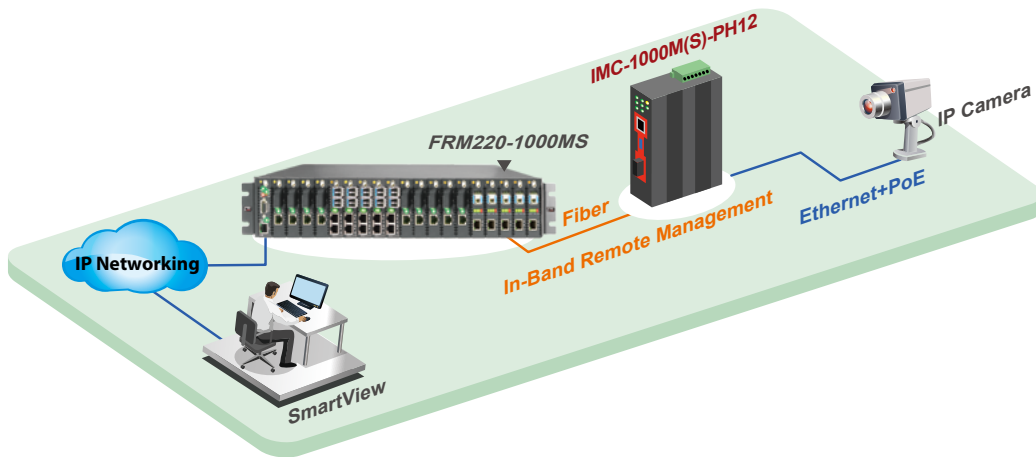 IMC-1000M(S)-PH12
IP Camera
FRM220-1000MS
Fiber
Ethernet+PoE
In-Band Remote Management
IP Networking
SmartView